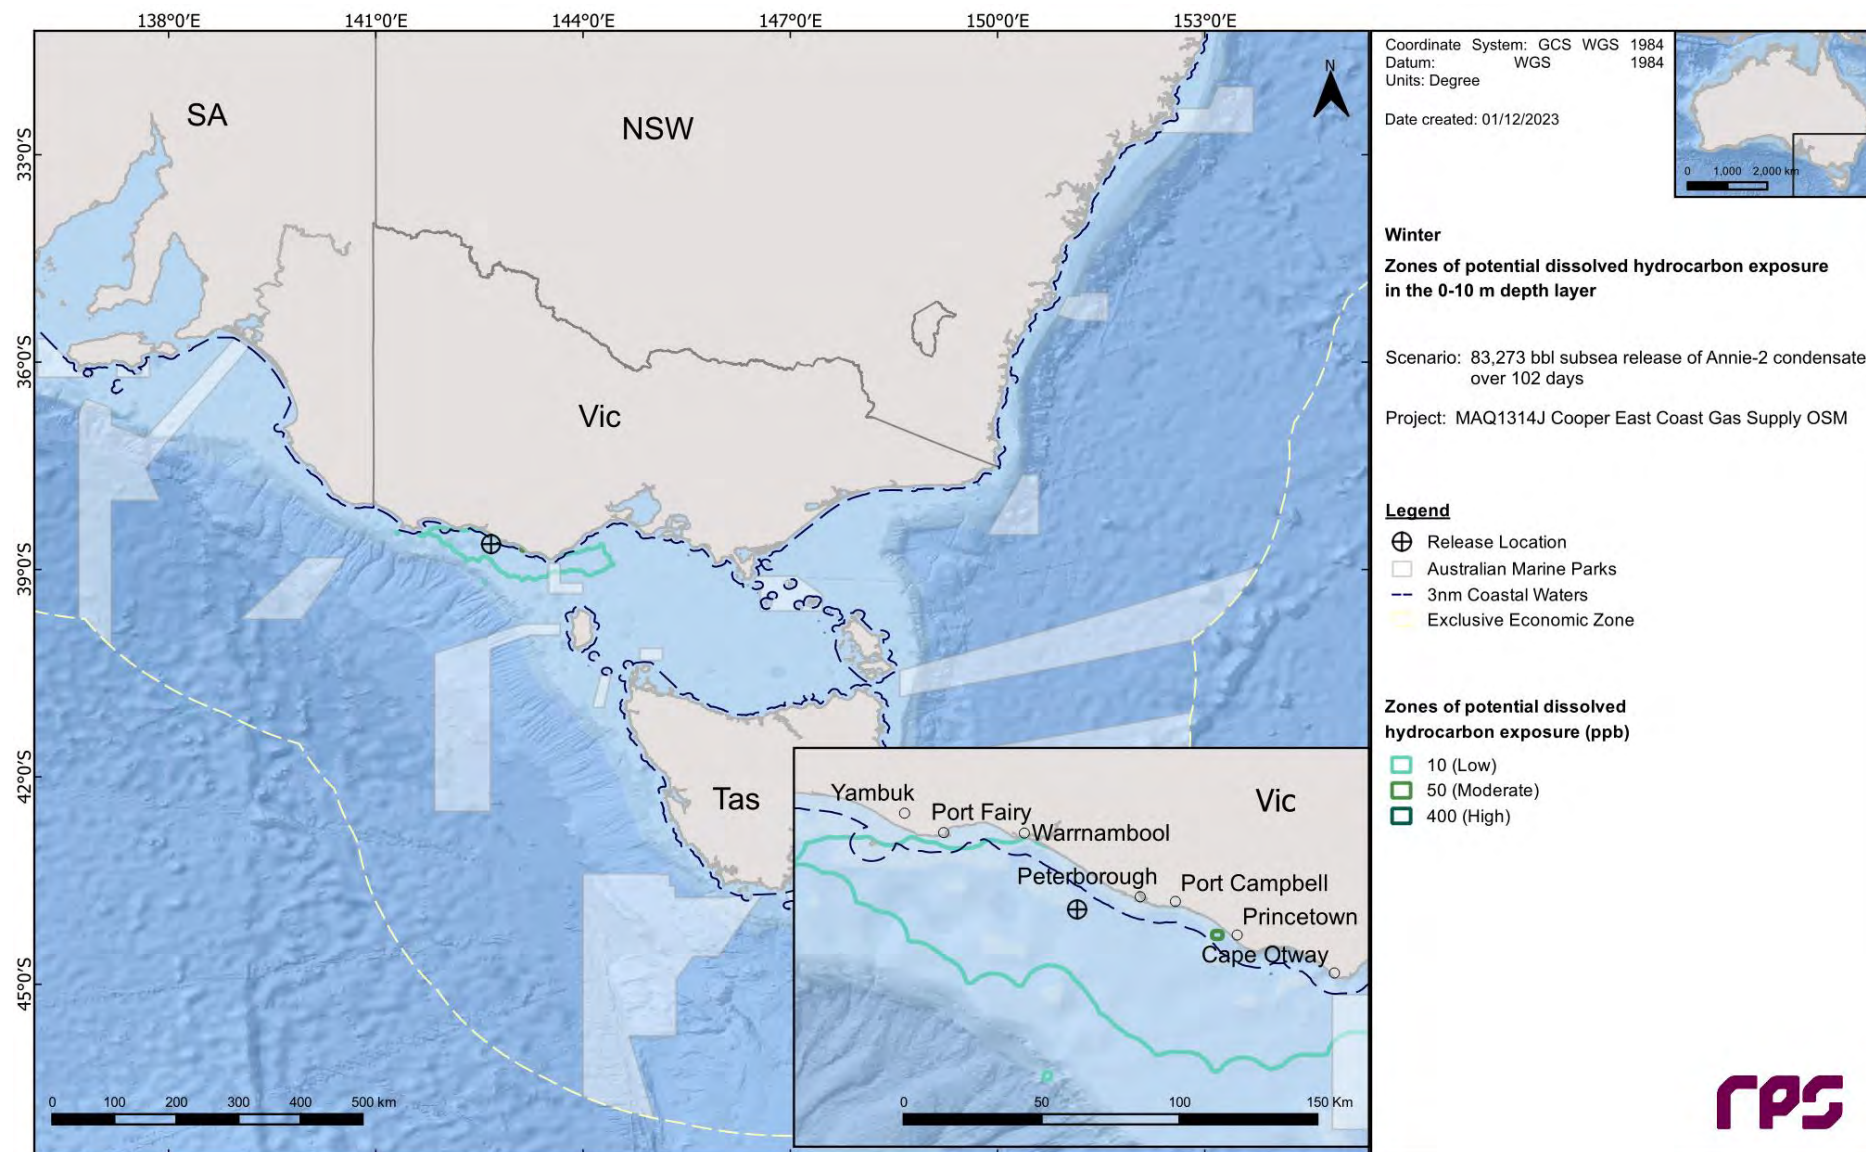 138°0′E 141°0′E 144°0′E 147°0′E 150°0′E 153°0′E
33°0′S
36°0′S
39°0′S
42°0′S
45°0′S
SA
NSW
Vic
Tas
N
0 100 200 300 400 500 km
Vic
Yambuk
Port Fairy
Warrnambool
Peterborough
Port Campbell
Princetown
Cape Otway
0 50 100 150 Km
Coordinate System: GCS WGS 1984
Datum: WGS 1984
Units: Degree
Date created: 01/12/2023
0 1,000 2,000 km
Winter
Zones of potential dissolved hydrocarbon exposure
in the 0-10 m depth layer
Scenario: 83,273 bbl subsea release of Annie-2 condensate
over 102 days
Project: MAQ1314J Cooper East Coast Gas Supply OSM
Legend
Release Location
Australian Marine Parks
3nm Coastal Waters
Exclusive Economic Zone
Zones of potential dissolved
hydrocarbon exposure (ppb)
10 (Low)
50 (Moderate)
400 (High)
rps